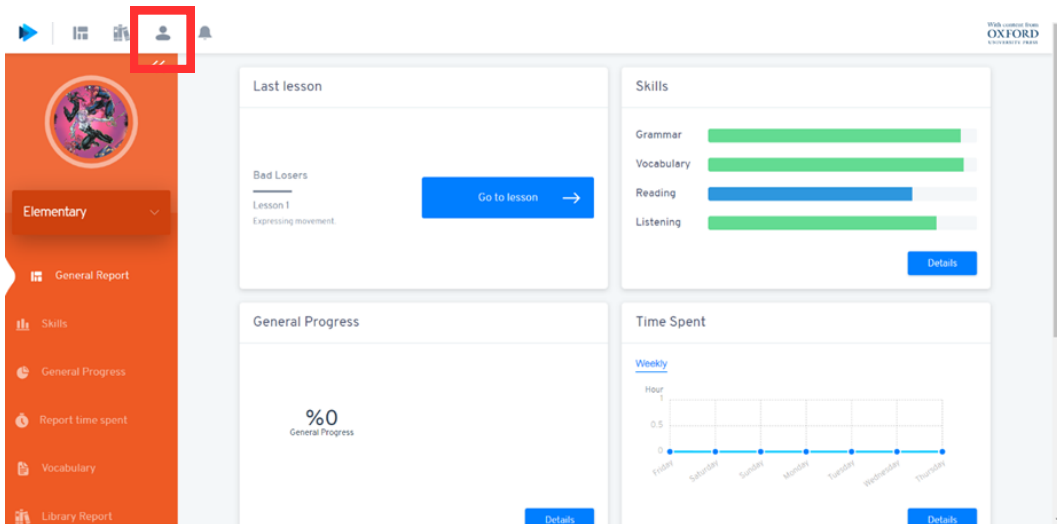 With content from
OXFORD
UNIVERSITY PRESS
Elementary
General Report
Skills
General Progress
Report time spent
Vocabulary
Library Report
Last lesson
Bad Losers
Lesson 1
Expressing movement.
Go to lesson
Skills
Grammar
Vocabulary
Reading
Listening
Details
General Progress
%0
General Progress
Details
Time Spent
Weekly
Hour
1
0.5
0
Friday Saturday Sunday Monday Tuesday Wednesday Thursday
Details